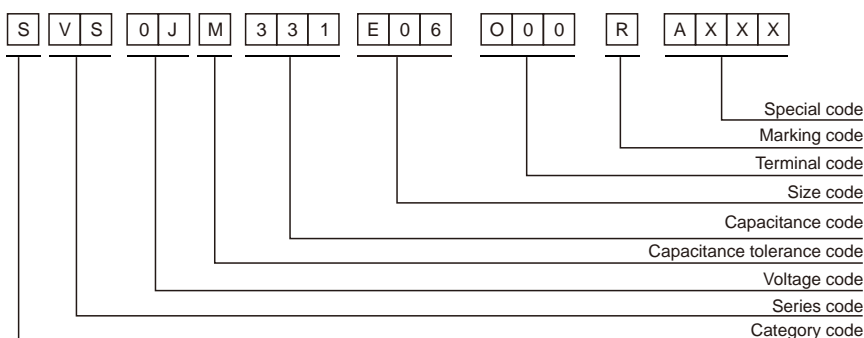 S V S 0 J M 3 3 1 E 0 6 O 0 0 R A X X X
Special code
Marking code
Terminal code
Size code
Capacitance code
Capacitance tolerance code
Voltage code
Series code
Category code